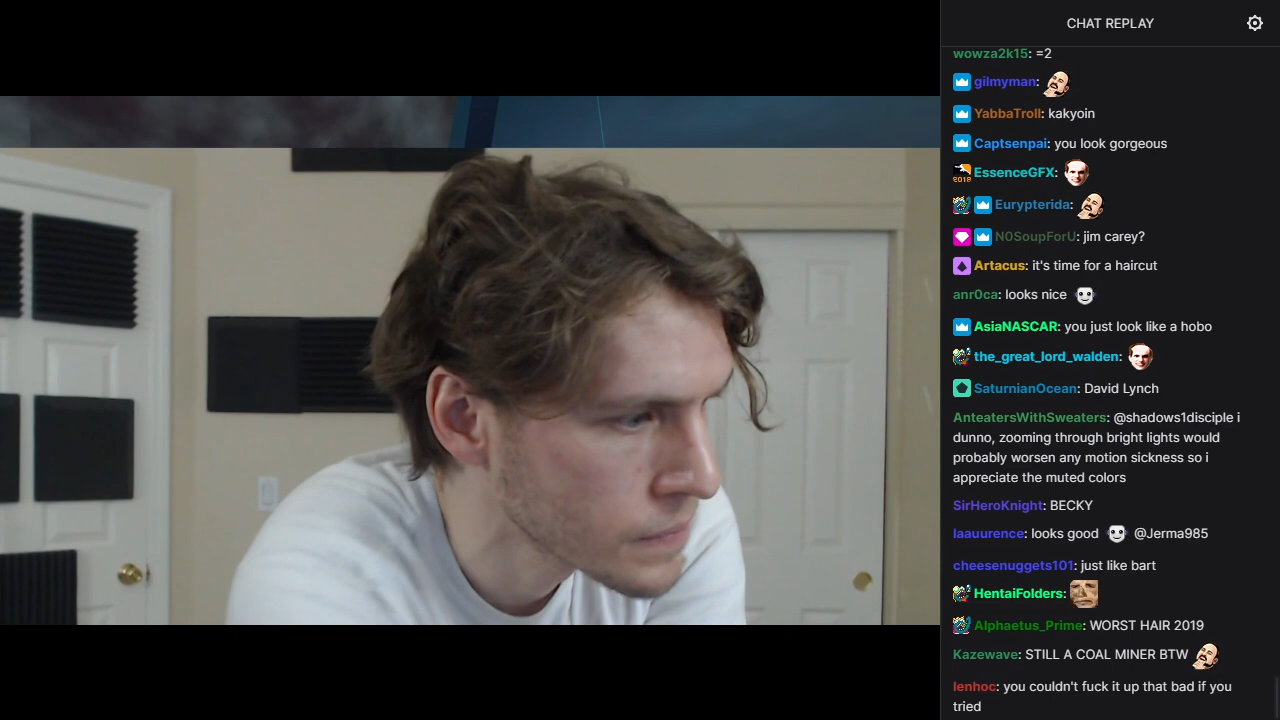 CHAT REPLAY
wowza2k15: =2
gilmyman:
YabbaTroll: kakyoin
Captsenpai: you look gorgeous
2018
EssenceGFX:
Eurypterida:
N0SoupForU: jim carey?
Artacus: it's time for a haircut
anr0ca: looks nice
AsiaNASCAR: you just look like a hobo
the_great_lord_walden:
SaturnianOcean: David Lynch
AnteatersWithSweaters: @shadows1disciple i
dunno, zooming through bright lights would
probably worsen any motion sickness so i
appreciate the muted colors
SirHeroKnight: BECKY
laauurence: looks good @Jerma985
cheesenuggets101: just like bart
HentaiFolders:
Alphaetus_Prime: WORST HAIR 2019
Kazewave: STILL A COAL MINER BTW
lenhoc: you couldn't fuck it up that bad if you
tried